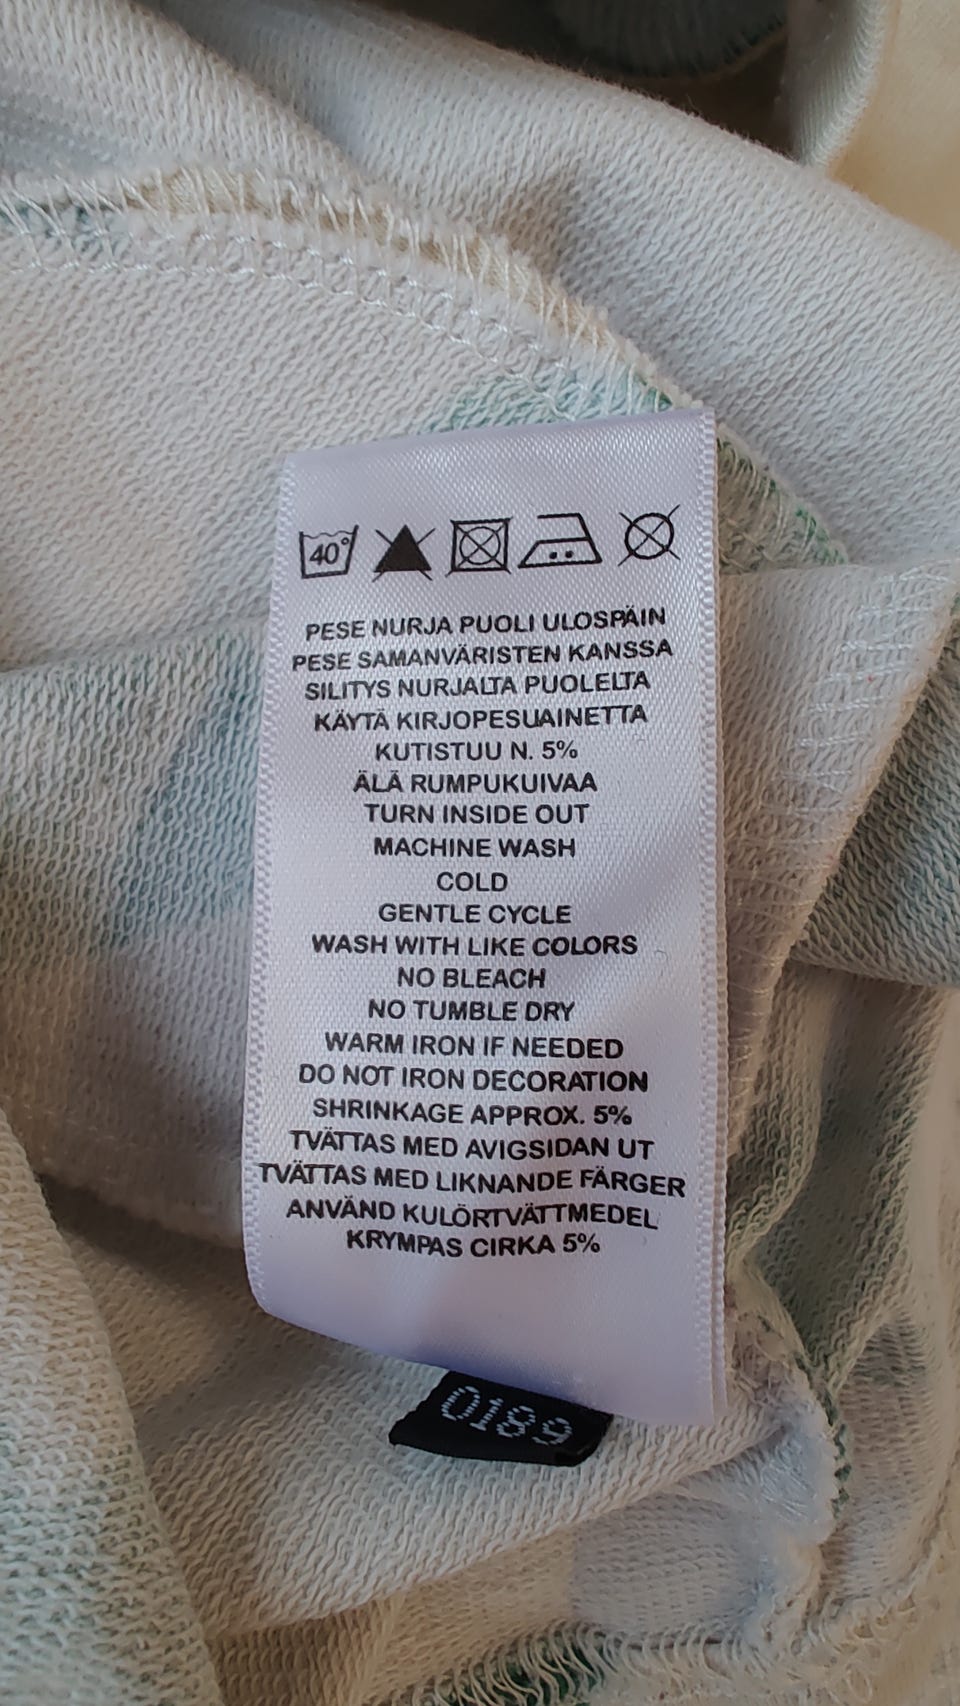 40°
PESE NURJA PUOLI ULOSPÄIN
PESE SAMANVÄRISTEN KANSSA
SILITYS NURJALTA PUOLELTA
KÄYTÄ KIRJOPESUAINETTA
KUTISTUU N. 5%
ÄLÄ RUMPUKUIVAA
TURN INSIDE OUT
MACHINE WASH
COLD
GENTLE CYCLE
WASH WITH LIKE COLORS
NO BLEACH
NO TUMBLE DRY
WARM IRON IF NEEDED
DO NOT IRON DECORATION
SHRINKAGE APPROX. 5%
TVÄTTAS MED AVIGSIDAN UT
TVÄTTAS MED LIKNANDE FÄRGER
ANVÄND KULÖRTVÄTTMEDEL
KRYMPAS CIRKA 5%